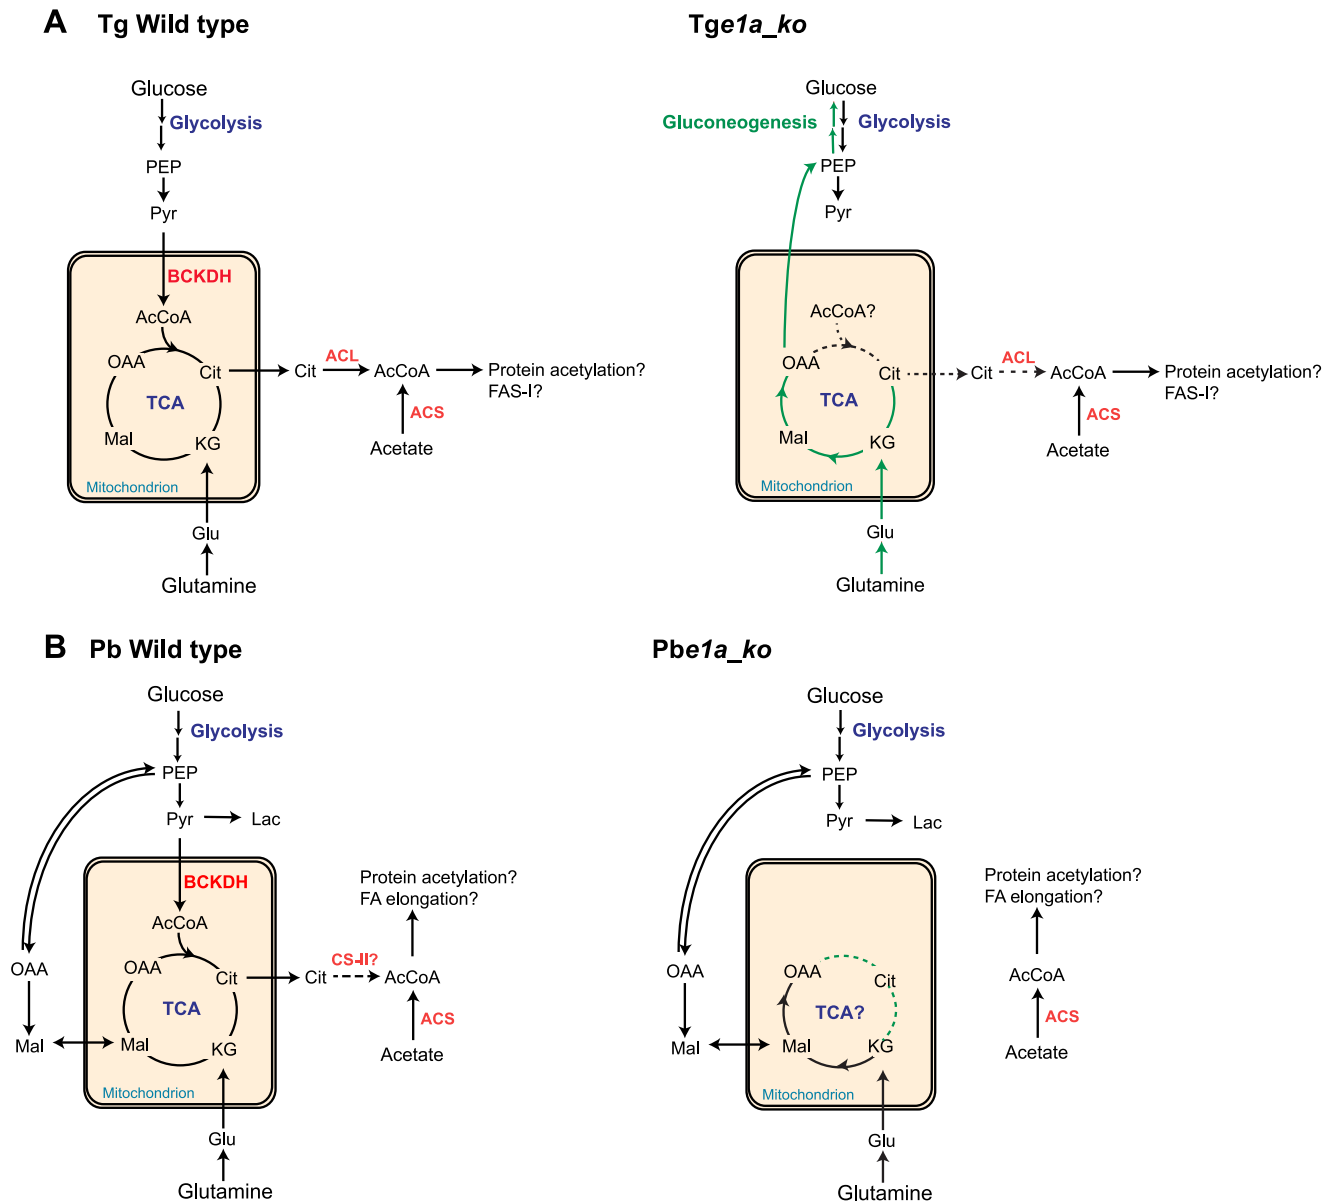 A Tg Wild type
Glucose
Glycolysis
PEP
Pyr
BCKDH
AcCoA
OAA
Cit
TCA
Mal
KG
Mitochondrion
Glu
Glutamine
Cit
ACL
AcCoA
ACS
Acetate
Protein acetylation?
FAS-I?
Tge1a_ko
Glucose
Gluconeogenesis
Glycolysis
PEP
Pyr
AcCoA?
OAA
Cit
TCA
Mal
KG
Mitochondrion
Glu
Glutamine
Cit
ACL
AcCoA
ACS
Acetate
Protein acetylation?
FAS-I?
B Pb Wild type
Glucose
Glycolysis
PEP
Pyr
Lac
BCKDH
AcCoA
OAA
OAA
Cit
TCA
Mal
Mal
KG
Mitochondrion
Glu
Glutamine
Cit
CS-II?
AcCoA
ACS
Acetate
Protein acetylation?
FA elongation?
Pbe1a_ko
Glucose
Glycolysis
PEP
Pyr
Lac
OAA
OAA
Cit
TCA?
Mal
Mal
KG
Mitochondrion
Glu
Glutamine
Protein acetylation?
FA elongation?
AcCoA
ACS
Acetate